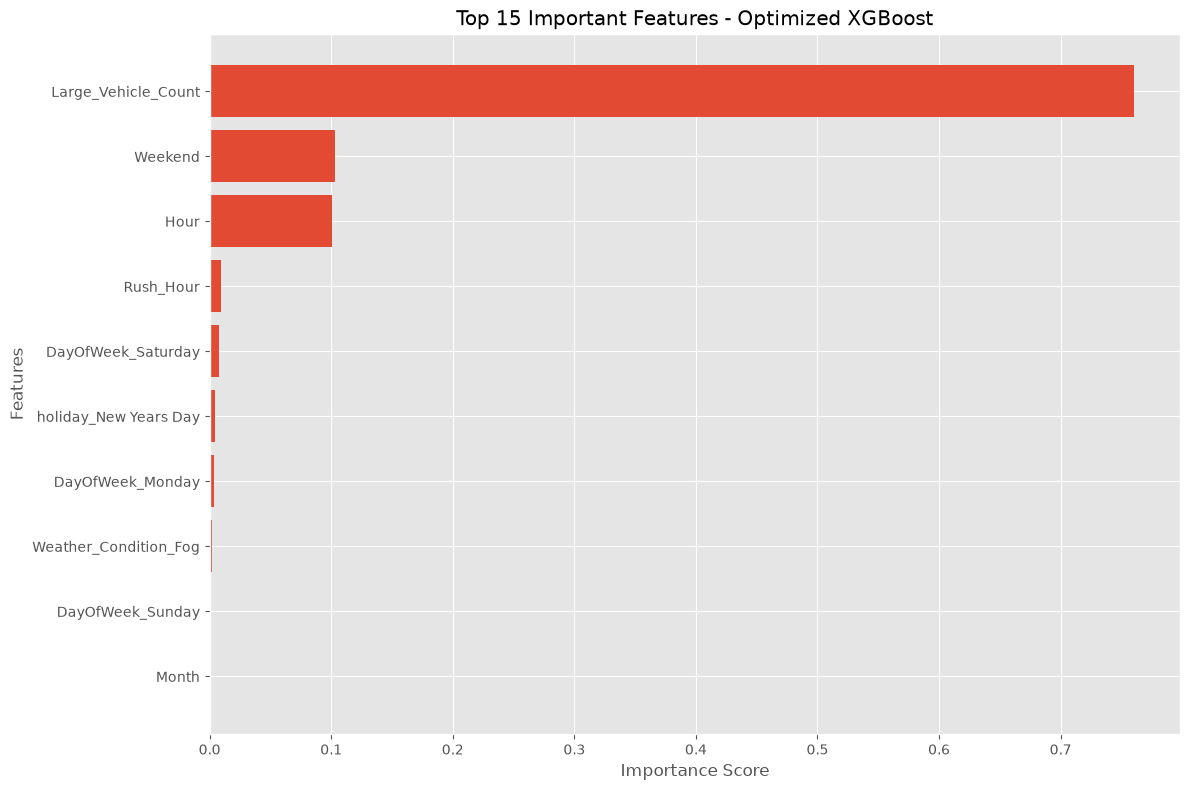 Top 15 Important Features - Optimized XGBoost
Features
Large_Vehicle_Count
Weekend
Hour
Rush_Hour
DayOfWeek_Saturday
holiday_New Years Day
DayOfWeek_Monday
Weather_Condition_Fog
DayOfWeek_Sunday
Month
0.0 0.1 0.2 0.3 0.4 0.5 0.6 0.7
Importance Score